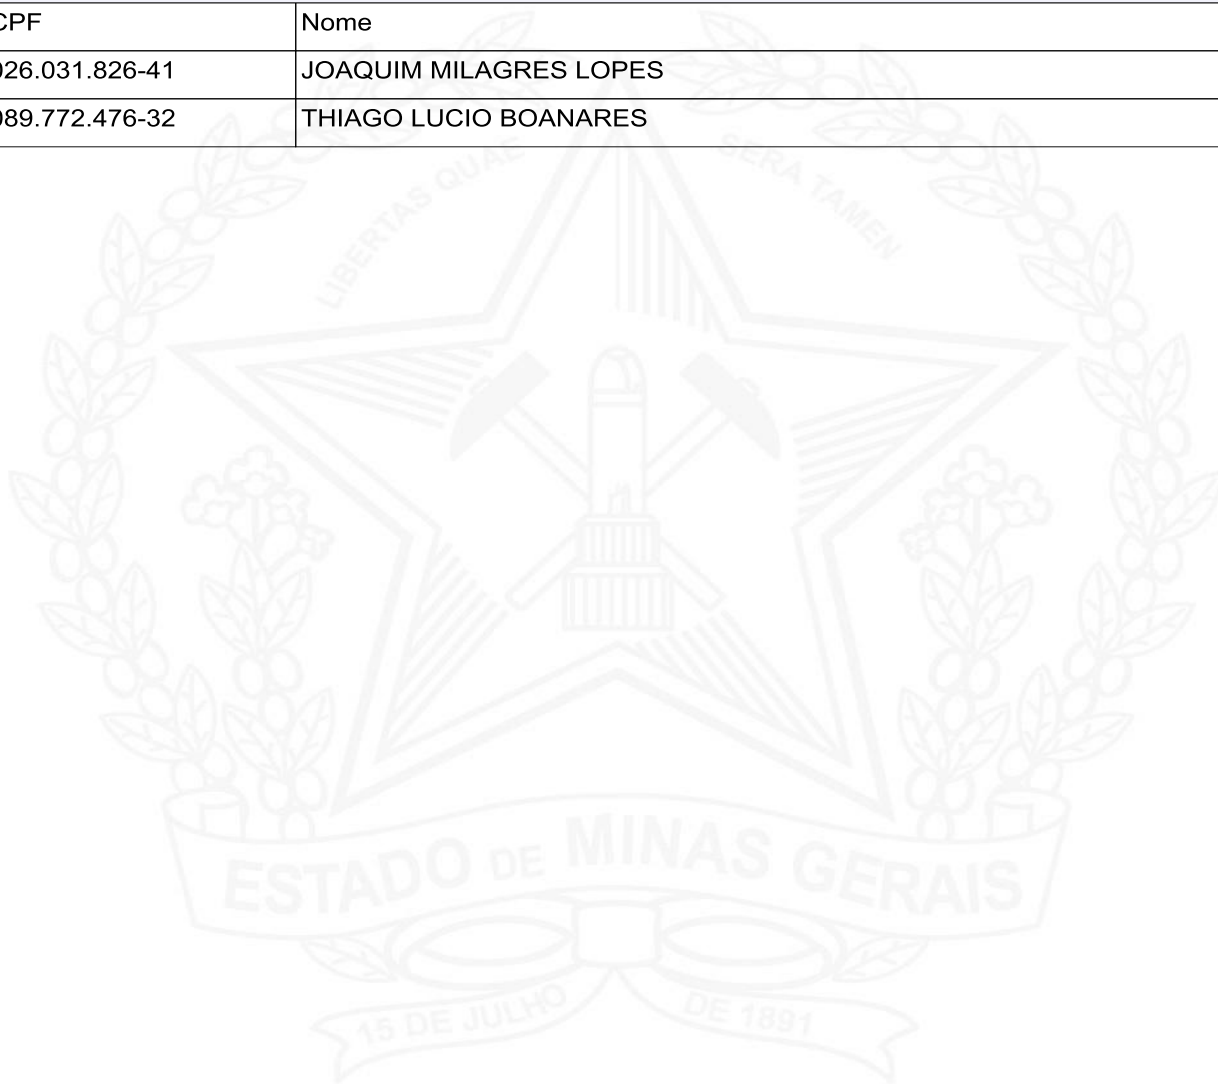 CPF Nome
026.031.826-41 JOAQUIM MILAGRES LOPES
089.772.476-32 THIAGO LUCIO BOANARES
LIBERTAS QUAE SERA TAMEN
ESTADO DE MINAS GERAIS
15 DE JULHO DE 1891